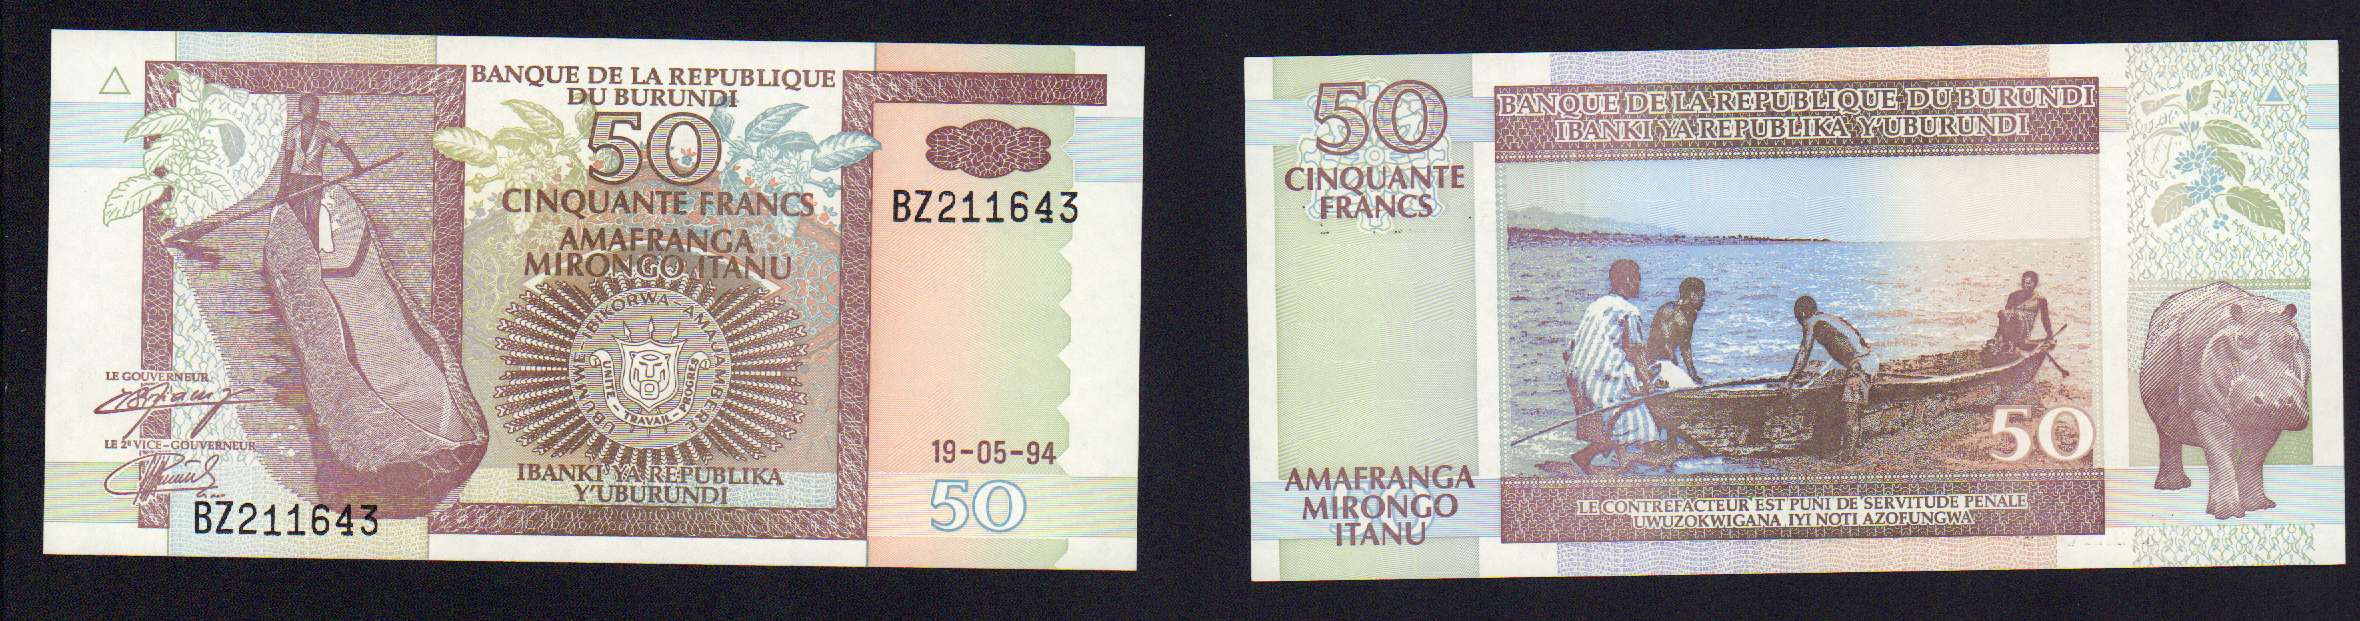 BANQUE DE LA REPUBLIQUE
DU BURUNDI
50
CINQUANTE FRANCS
AMAFRANGA
MIRONGO ITANU
BZ211643
UBUMWE-IBIKORWA-AMAJAMBERE
UNITE - TRAVAIL - PROGRES
LE GOUVERNEUR
LE 2E VICE-GOUVERNEUR
19-05-94
IBANKI YA REPUBLIKA
Y'UBURUNDI
50
BZ211643
50
CINQUANTE
FRANCS
BANQUE DE LA REPUBLIQUE DU BURUNDI
IBANKI YA REPUBLIKA Y'UBURUNDI
50
AMAFRANGA
MIRONGO
ITANU
LE CONTREFACTEUR EST PUNI DE SERVITUDE PENALE
UWUZOKWIGANA IYI NOTI AZOFUNGWA